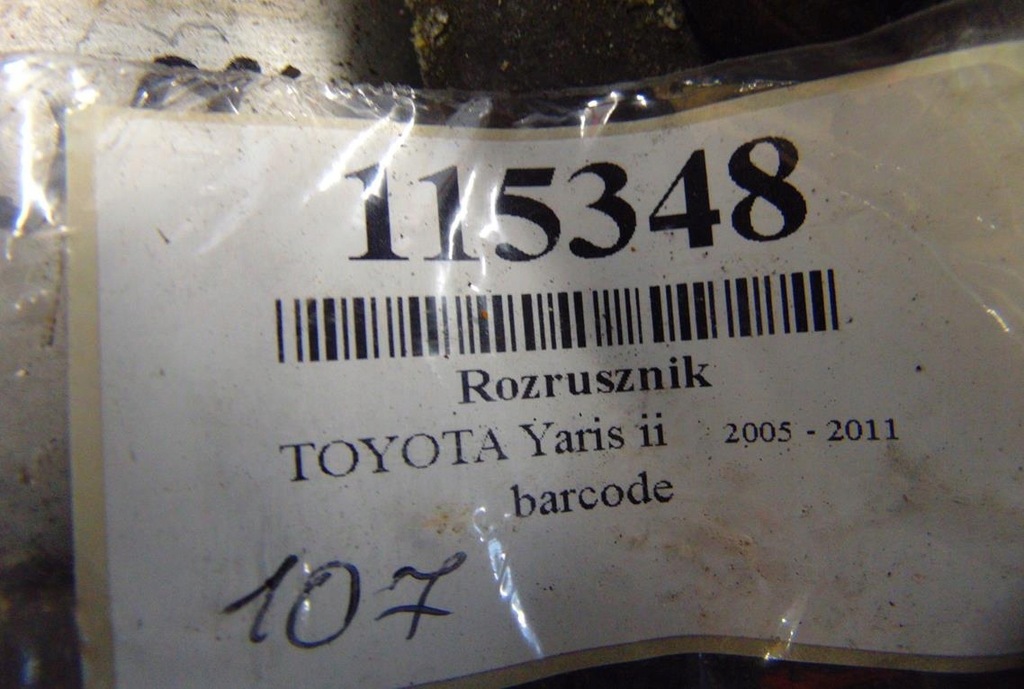 115348
Rozrusznik
TOYOTA Yaris ii 2005 - 2011
barcode
107